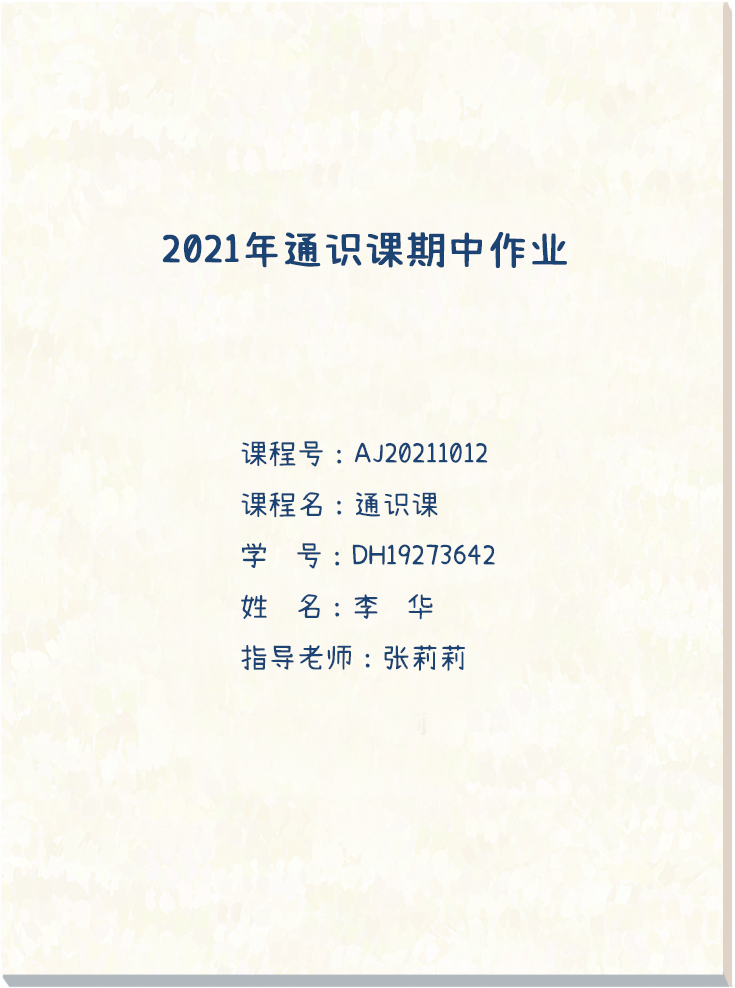 2021年通识课期中作业
课程号：AJ20211012
课程名：通识课
学　号：DH19273642
姓　名：李　华
指导老师：张莉莉